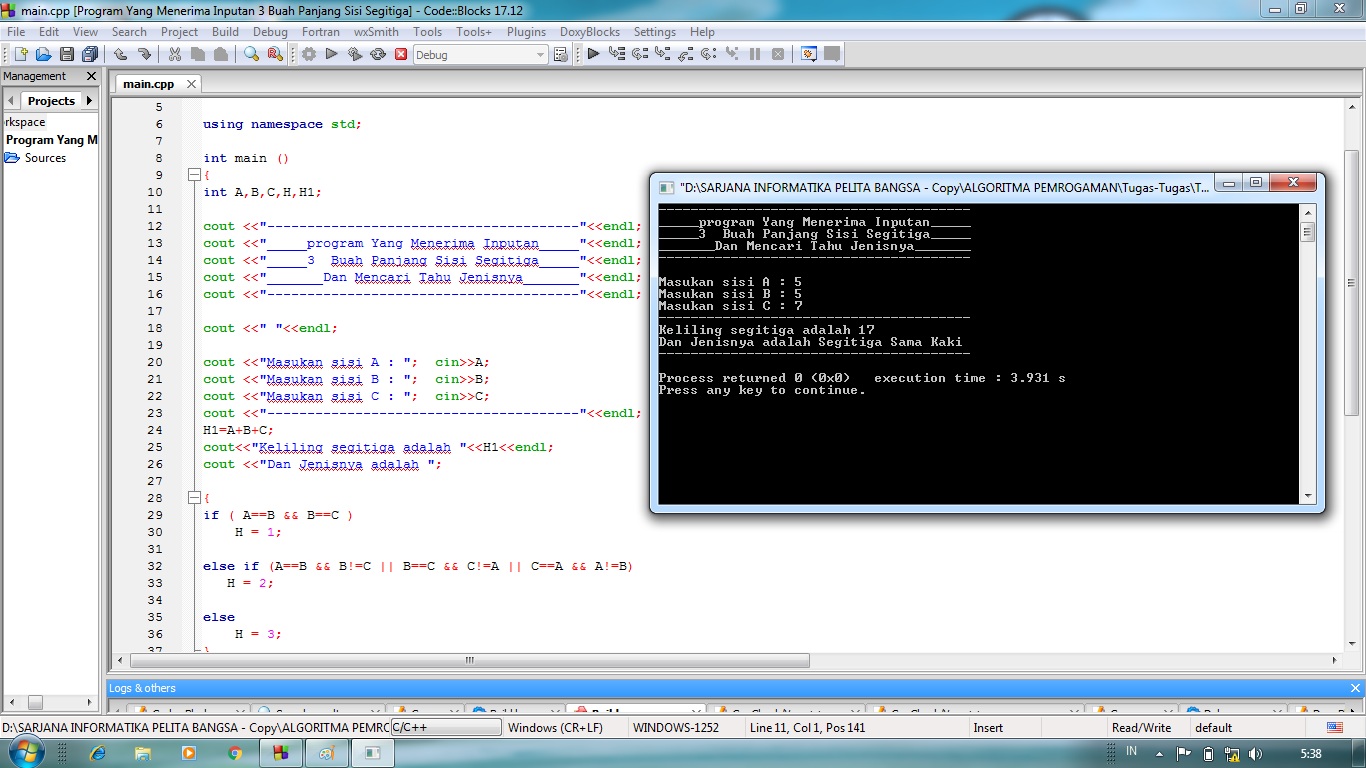 main.cpp [Program Yang Menerima Inputan 3 Buah Panjang Sisi Segitiga] - Code::Blocks 17.12
File Edit View Search Project Build Debug Fortran wxSmith Tools Tools+ Plugins DoxyBlocks Settings Help
Debug
Management
main.cpp
Projects
rkspace
Program Yang M
Sources
5
6 using namespace std;
7
8 int main ()
9 {
10 int A,B,C,H,H1;
11
12 cout <<"---------------------------------------"<<endl;
13 cout <<"_____program Yang Menerima Inputan_____"<<endl;
14 cout <<"_____3  Buah Panjang Sisi Segitiga_____"<<endl;
15 cout <<"_______Dan Mencari Tahu Jenisnya_______"<<endl;
16 cout <<"---------------------------------------"<<endl;
17
18 cout <<" "<<endl;
19
20 cout <<"Masukan sisi A : ";  cin>>A;
21 cout <<"Masukan sisi B : ";  cin>>B;
22 cout <<"Masukan sisi C : ";  cin>>C;
23 cout <<"---------------------------------------"<<endl;
24 H1=A+B+C;
25 cout<<"Keliling segitiga adalah "<<H1<<endl;
26 cout <<"Dan Jenisnya adalah ";
27
28 {
29 if ( A==B && B==C )
30 H = 1;
31
32 else if (A==B && B!=C || B==C && C!=A || C==A && A!=B)
33 H = 2;
34
35 else
36 H = 3;
37 }
"D:\SARJANA INFORMATIKA PELITA BANGSA - Copy\ALGORITMA PEMROGAMAN\Tugas-Tugas\T...
---------------------------------------
_____program Yang Menerima Inputan_____
_____3  Buah Panjang Sisi Segitiga_____
_______Dan Mencari Tahu Jenisnya_______
---------------------------------------
Masukan sisi A : 5
Masukan sisi B : 5
Masukan sisi C : 7
---------------------------------------
Keliling segitiga adalah 17
Dan Jenisnya adalah Segitiga Sama Kaki
---------------------------------------
Process returned 0 (0x0)   execution time : 3.931 s
Press any key to continue.
Logs & others
D:\SARJANA INFORMATIKA PELITA BANGSA - Copy\ALGORITMA PEMRO C/C++ Windows (CR+LF) WINDOWS-1252 Line 11, Col 1, Pos 141 Insert Read/Write default
IN 5:38